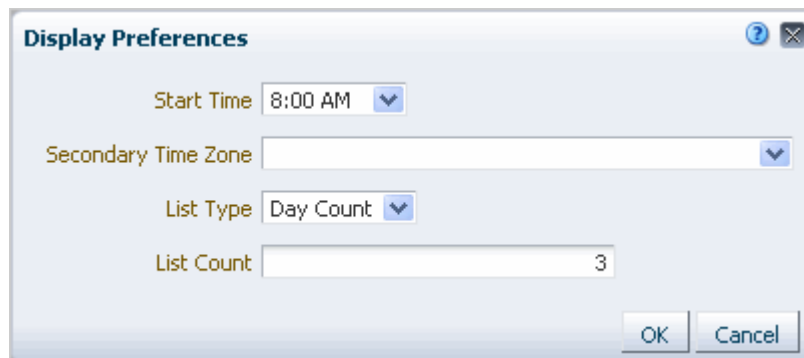 Display Preferences
Start Time 8:00 AM
Secondary Time Zone
List Type Day Count
List Count 3
OK Cancel